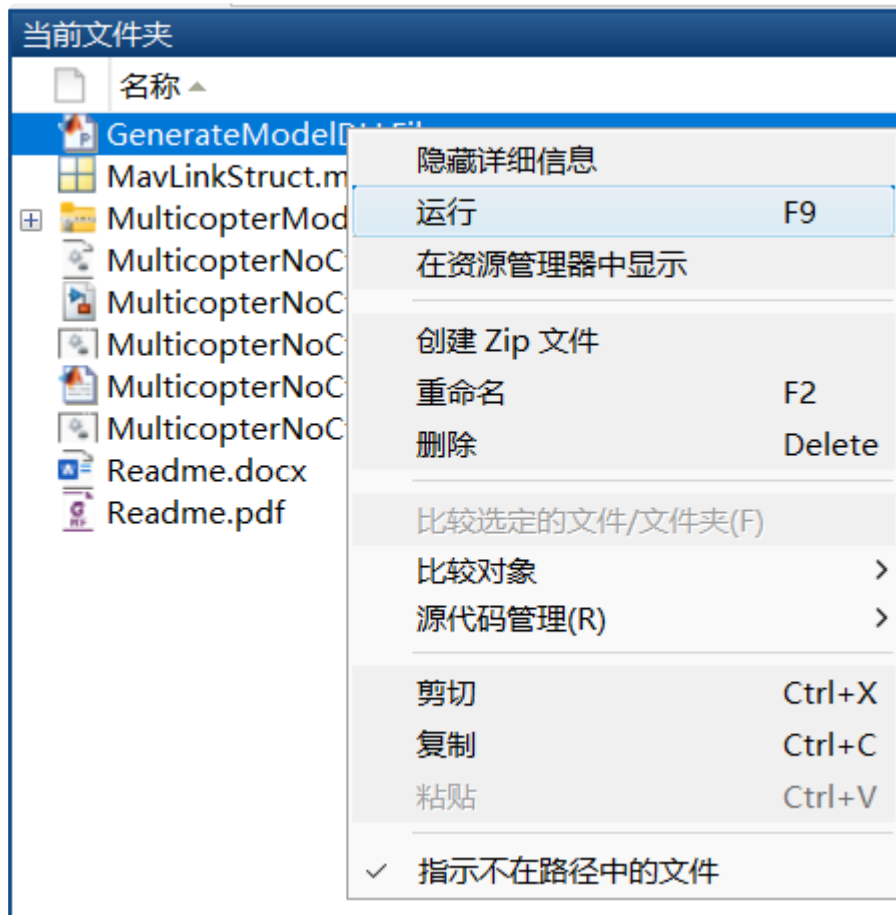 当前文件夹
名称
GenerateModel
MavLinkStruct.m
MulticopterMod
MulticopterNoC
MulticopterNoC
MulticopterNoC
MulticopterNoC
MulticopterNoC
Readme.docx
Readme.pdf
隐藏详细信息
运行 F9
在资源管理器中显示
创建 Zip 文件
重命名 F2
删除 Delete
比较选定的文件/文件夹(F)
比较对象
源代码管理(R)
剪切 Ctrl+X
复制 Ctrl+C
粘贴 Ctrl+V
指示不在路径中的文件